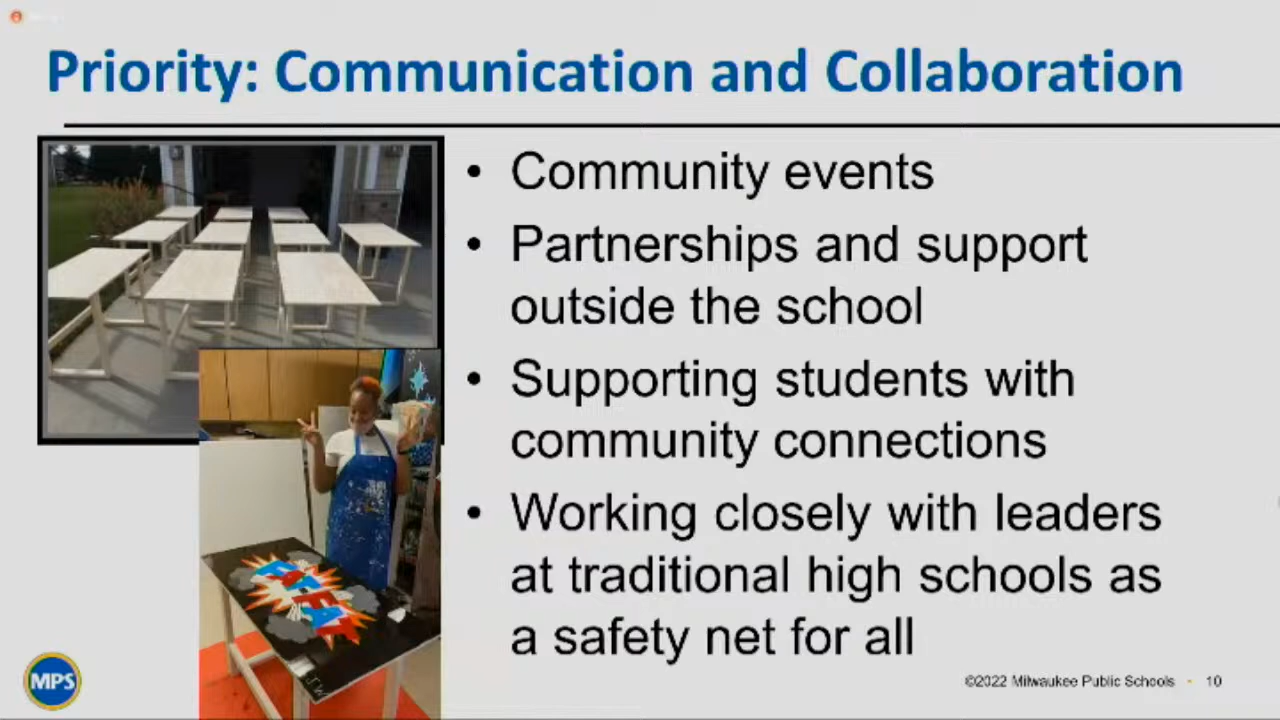 Priority: Communication and Collaboration
• Community events
• Partnerships and support
outside the school
• Supporting students with
community connections
• Working closely with leaders
at traditional high schools as
a safety net for all
MPS
©2022 Milwaukee Public Schools • 10